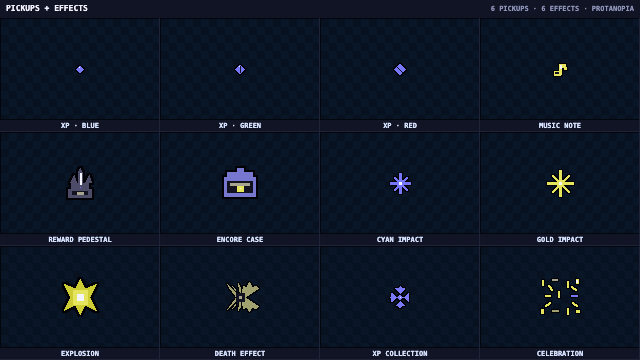 PICKUPS + EFFECTS
6 PICKUPS · 6 EFFECTS · PROTANOPIA
XP · BLUE
XP · GREEN
XP · RED
MUSIC NOTE
REWARD PEDESTAL
ENCORE CASE
CYAN IMPACT
GOLD IMPACT
EXPLOSION
DEATH EFFECT
XP COLLECTION
CELEBRATION